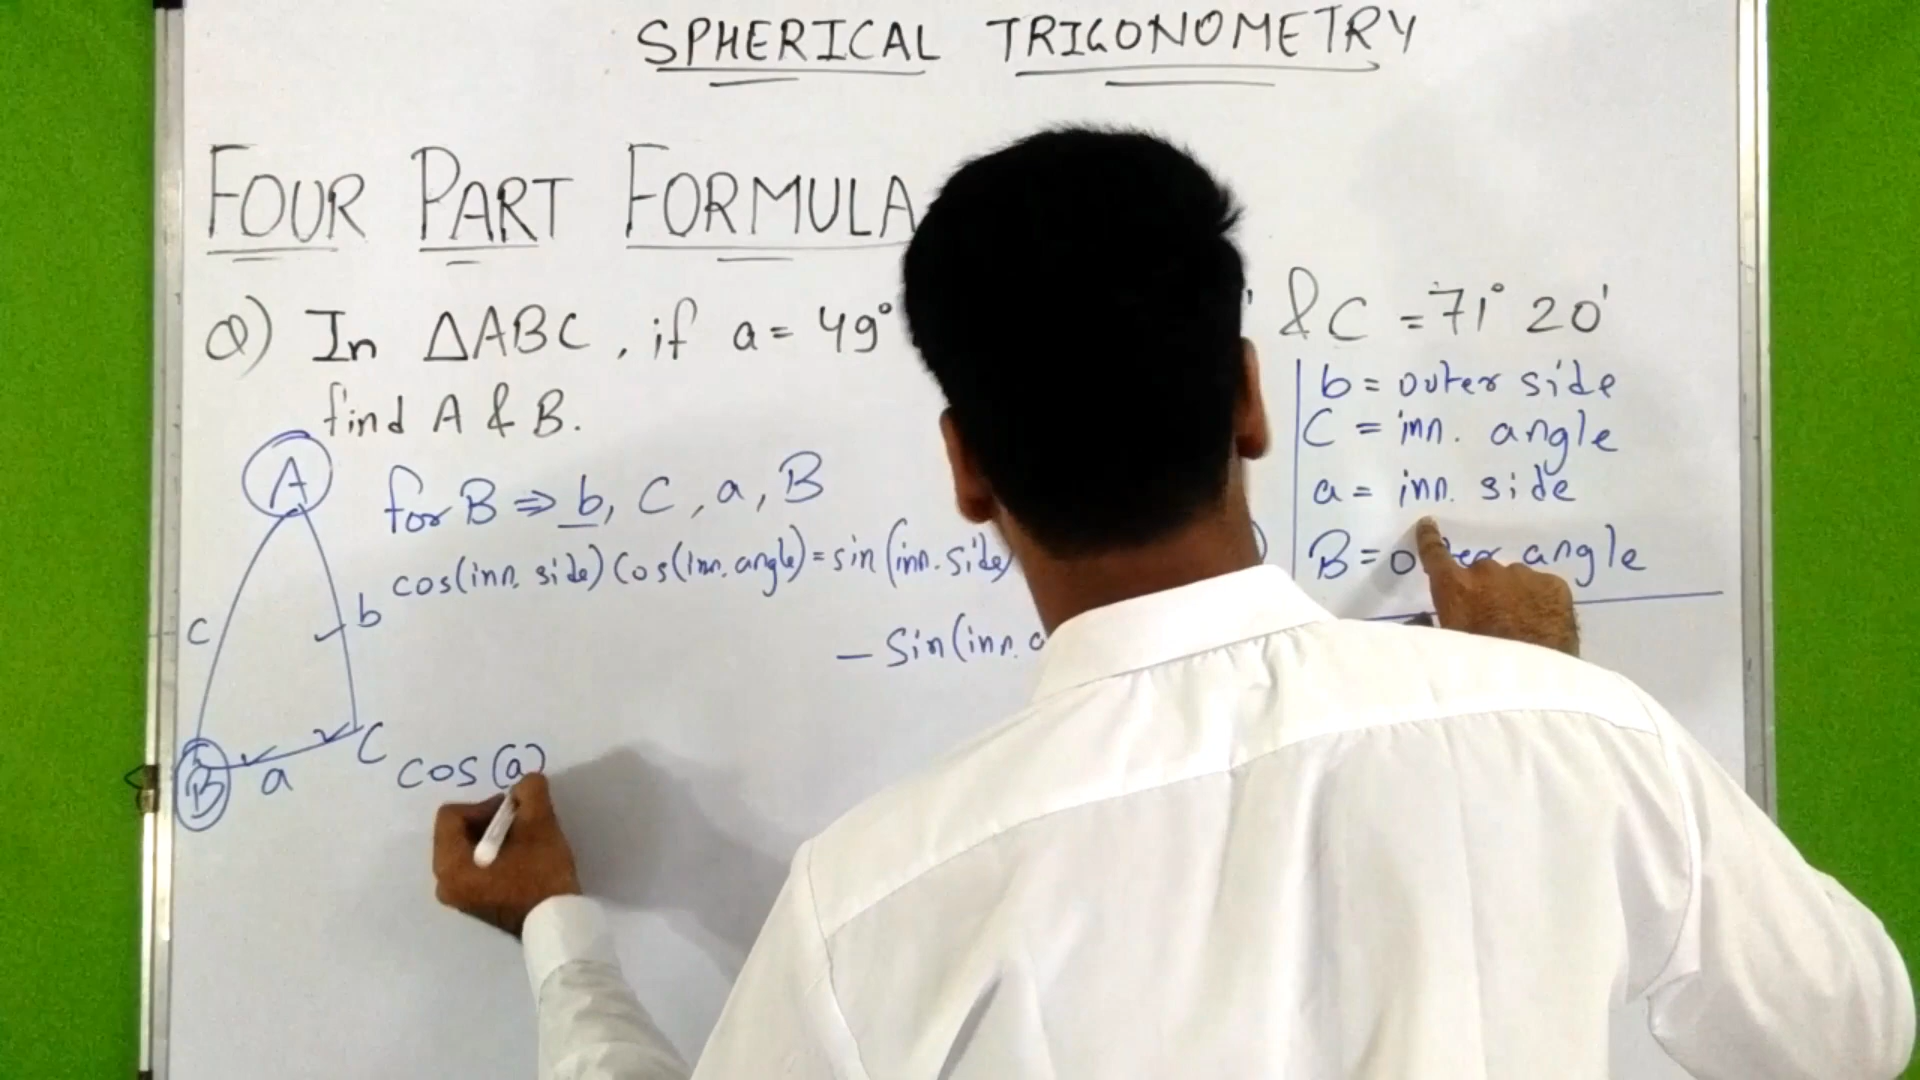 SPHERICAL TRIGONOMETRY
FOUR PART FORMULA
Q) In ΔABC, if a = 49° & C = 71° 20'
find A & B.
for B ⇒ b, C, a, B
cos(inn. side) Cos(inn. angle) = sin(inn. side)
- Sin(inn.
b = outer side
C = inn. angle
a = inn. side
B = outer angle
A
c
b
B
a
C
cos(a)